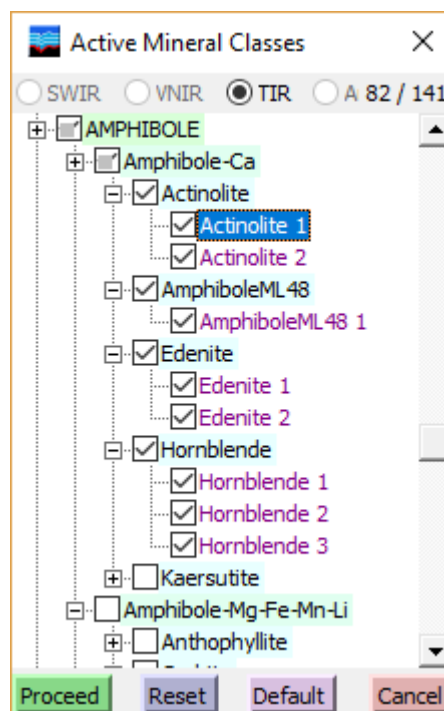 Active Mineral Classes
SWIR VNIR TIR A 82 / 141
AMPHIBOLE
Amphibole-Ca
Actinolite
Actinolite 1
Actinolite 2
AmphiboleML48
AmphiboleML48 1
Edenite
Edenite 1
Edenite 2
Hornblende
Hornblende 1
Hornblende 2
Hornblende 3
Kaersutite
Amphibole-Mg-Fe-Mn-Li
Anthophyllite
Proceed Reset Default Cancel